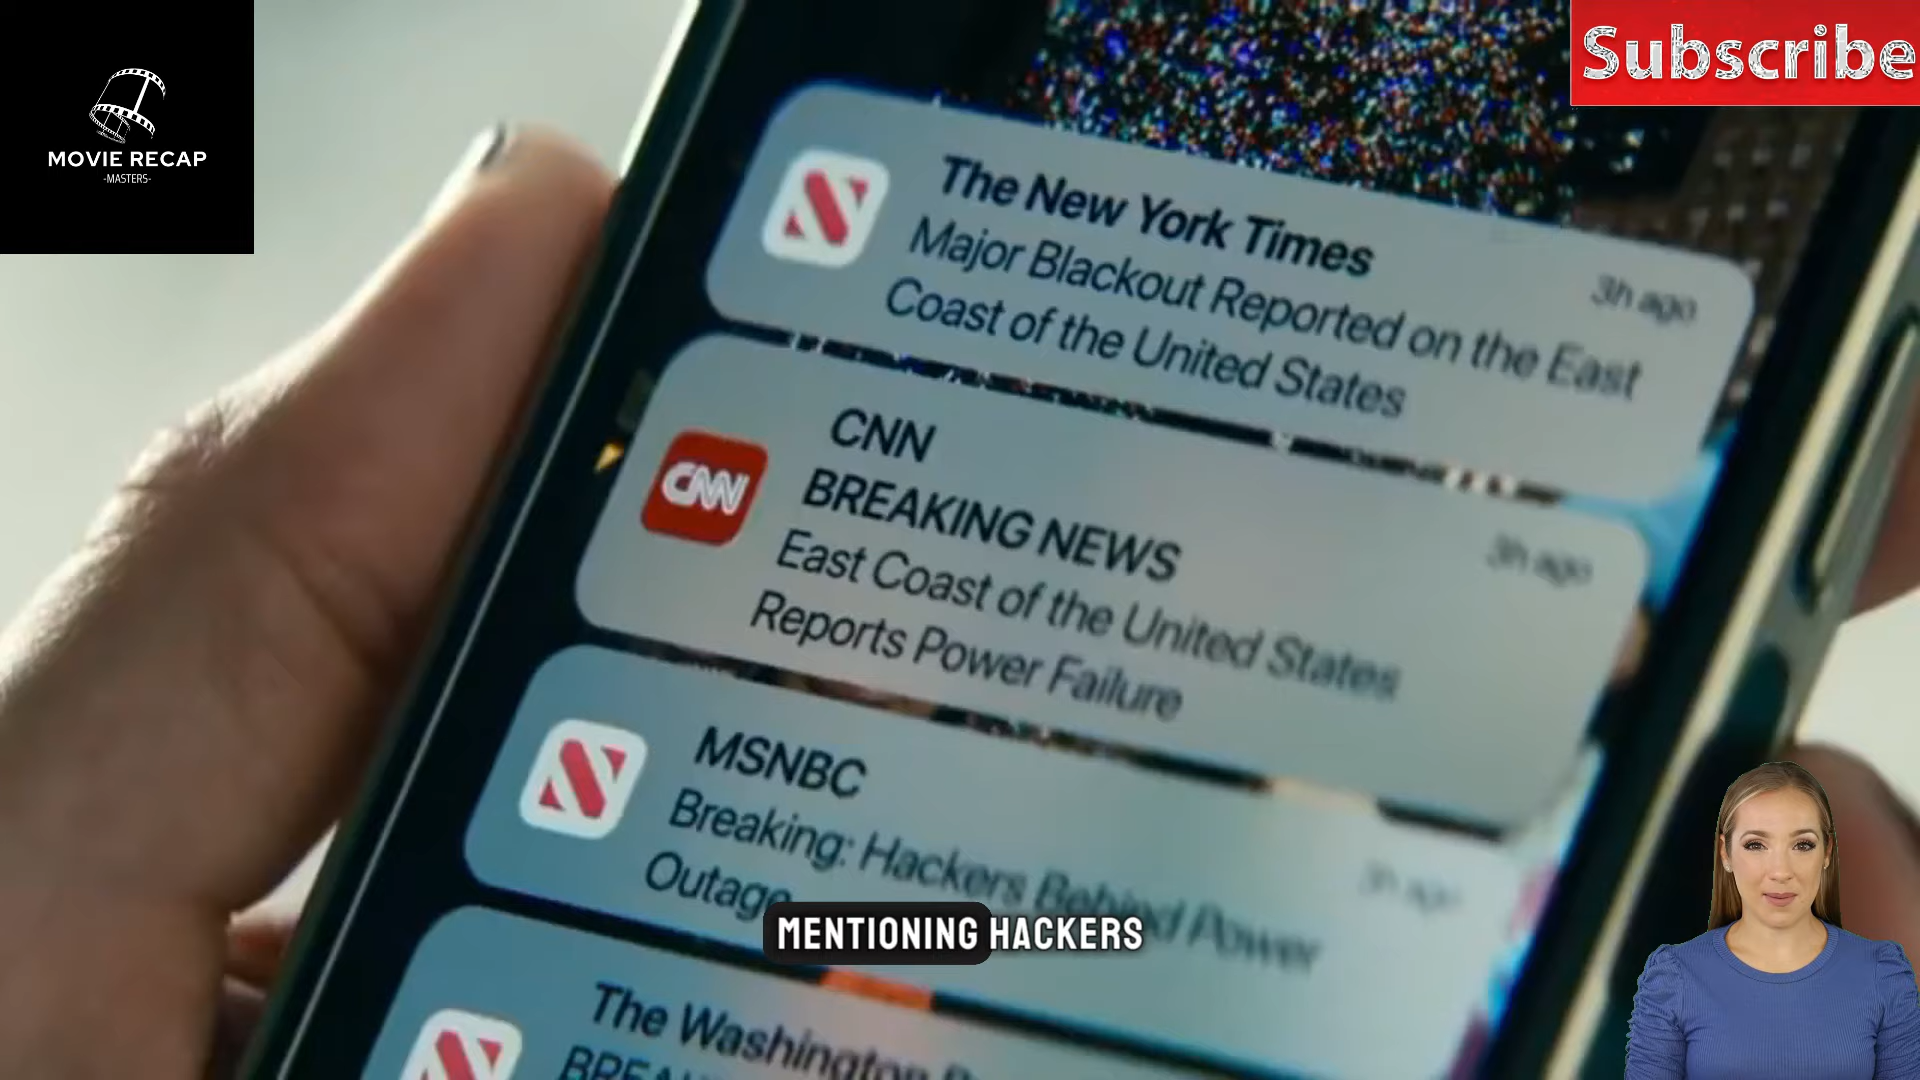 MOVIE RECAP
-MASTERS-
Subscribe
The New York Times
3h ago
Major Blackout Reported on the East
Coast of the United States
CNN
CNN
3h ago
BREAKING NEWS
East Coast of the United States
Reports Power Failure
MSNBC
3h ago
Breaking: Hackers Behind Power
Outage
MENTIONING HACKERS
The Washington